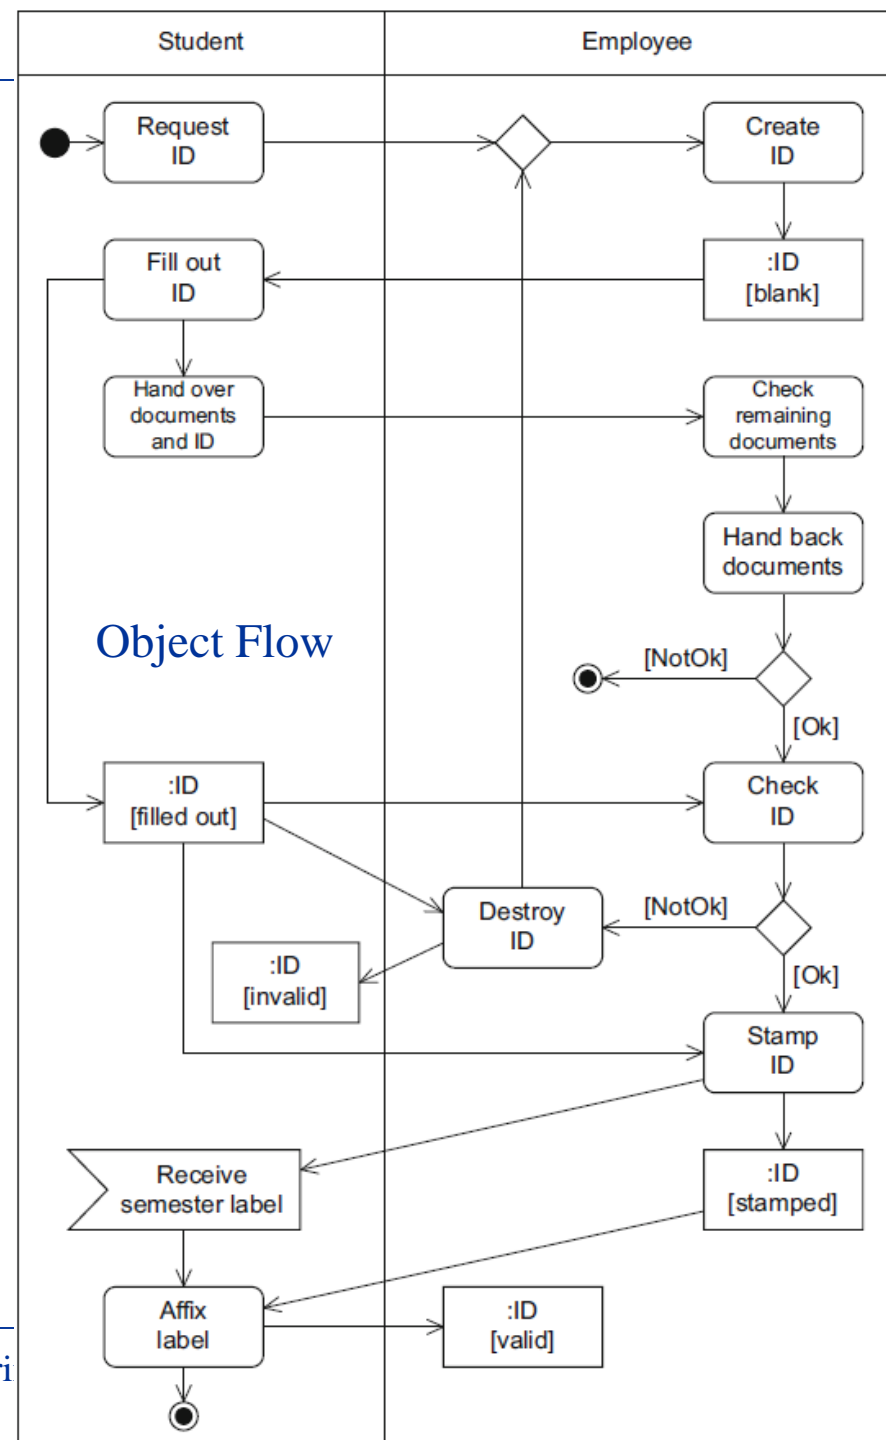 Student
Employee
Request
ID
Create
ID
Fill out
ID
:ID
[blank]
Hand over
documents
and ID
Check
remaining
documents
Hand back
documents
Object Flow
[NotOk]
[Ok]
:ID
[filled out]
Check
ID
Destroy
ID
[NotOk]
:ID
[invalid]
[Ok]
Stamp
ID
Receive
semester label
:ID
[stamped]
Affix
label
:ID
[valid]